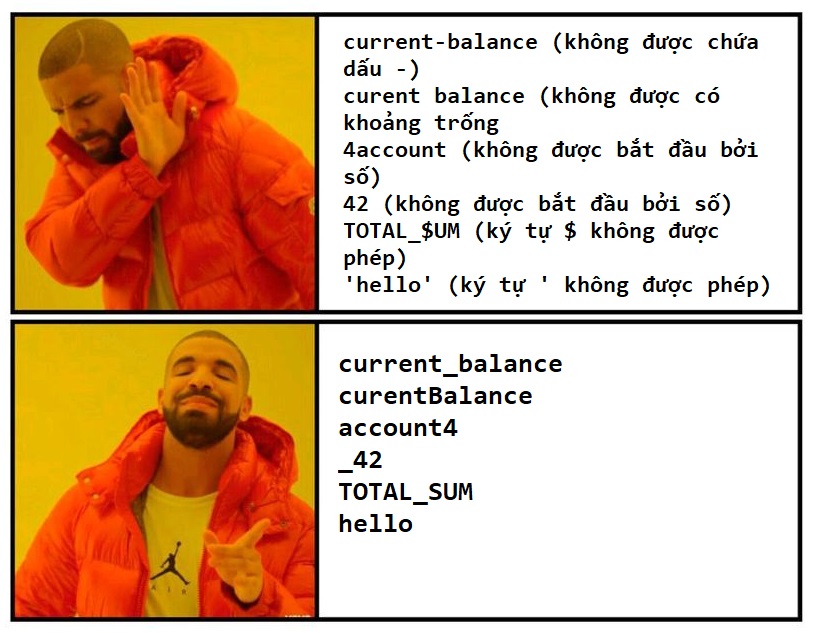 current-balance (không được chứa
dấu -)
curent balance (không được có
khoảng trống
4account (không được bắt đầu bởi
số)
42 (không được bắt đầu bởi số)
TOTAL_$UM (ký tự $ không được
phép)
'hello' (ký tự ' không được phép)
current_balance
curentBalance
account4
_42
TOTAL_SUM
hello
AIR